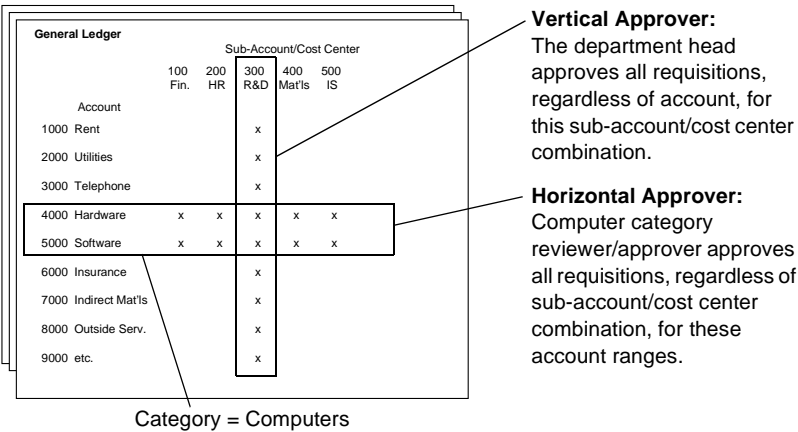 General Ledger
Sub-Account/Cost Center
100 200 300 400 500
Fin. HR R&D Mat'ls IS
Account
1000 Rent x
2000 Utilities x
3000 Telephone x
4000 Hardware x x x x x
5000 Software x x x x x
6000 Insurance x
7000 Indirect Mat'ls x
8000 Outside Serv. x
9000 etc. x
Category = Computers
Vertical Approver:
The department head
approves all requisitions,
regardless of account, for
this sub-account/cost center
combination.
Horizontal Approver:
Computer category
reviewer/approver approves
all requisitions, regardless of
sub-account/cost center
combination, for these
account ranges.